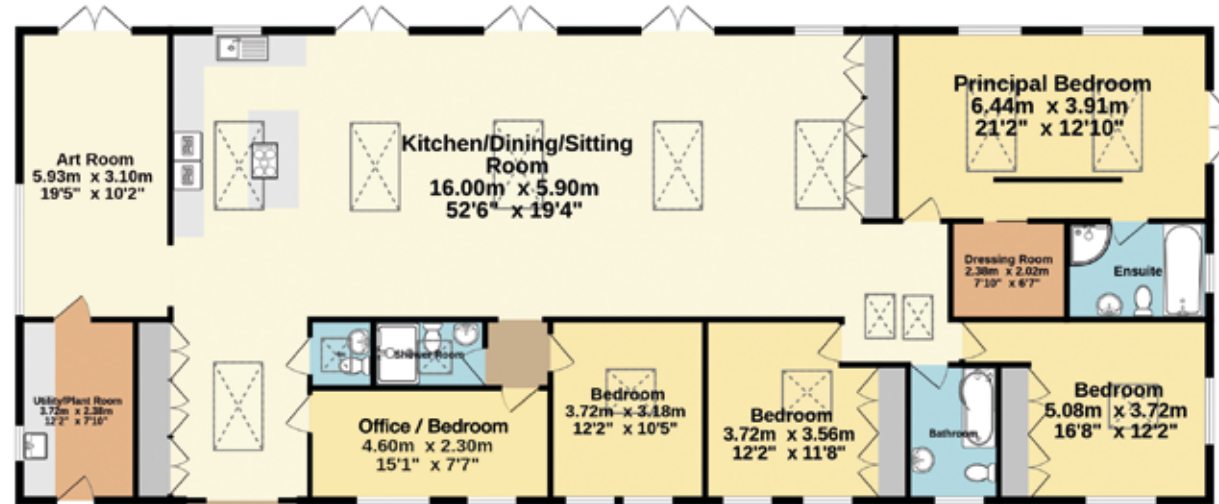 Principal Bedroom
6.44m x 3.91m
21'2" x 12'10"
Kitchen/Dining/Sitting
Room
16.00m x 5.90m
52'6" x 19'4"
Art Room
5.93m x 3.10m
19'5" x 10'2"
Dressing Room
2.38m x 2.02m
7'10" x 6'7"
Ensuite
Shower Room
Utility/Plant Room
3.72m x 2.38m
12'2" x 7'10"
Office / Bedroom
4.60m x 2.30m
15'1" x 7'7"
Bedroom
3.72m x 3.18m
12'2" x 10'5"
Bedroom
3.72m x 3.56m
12'2" x 11'8"
Bathroom
Bedroom
5.08m x 3.72m
16'8" x 12'2"